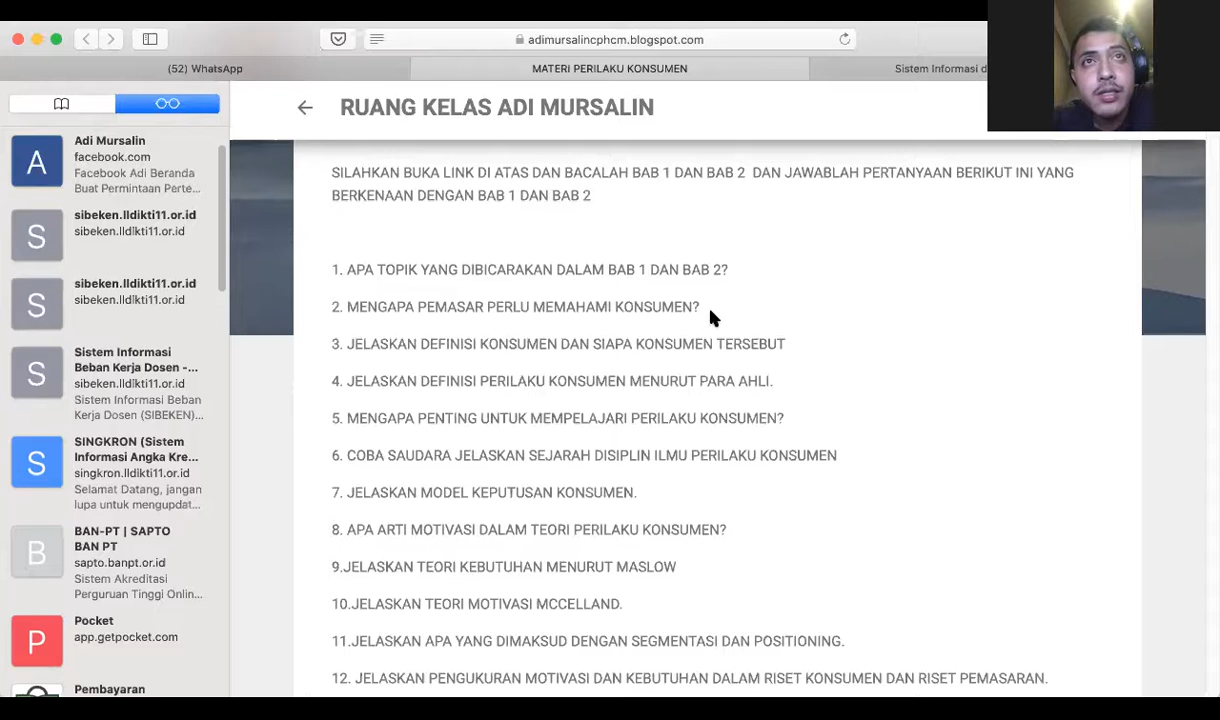 adimursalincphcm.blogspot.com
(52) WhatsApp
MATERI PERILAKU KONSUMEN
Sistem Informasi d
RUANG KELAS ADI MURSALIN
A
Adi Mursalin
facebook.com
Facebook Adi Beranda
Buat Permintaan Perte...
S
sibeken.lldikti11.or.id
sibeken.lldikti11.or.id
S
sibeken.lldikti11.or.id
sibeken.lldikti11.or.id
S
Sistem Informasi
Beban Kerja Dosen -...
sibeken.lldikti11.or.id
Sistem Informasi Beban
Kerja Dosen (SIBEKEN)...
S
SINGKRON (Sistem
Informasi Angka Kre...
singkron.lldikti11.or.id
Selamat Datang, jangan
lupa untuk mengupdat...
B
BAN-PT | SAPTO
BAN PT
sapto.banpt.or.id
Sistem Akreditasi
Perguruan Tinggi Onlin...
P
Pocket
app.getpocket.com
Pembayaran
SILAHKAN BUKA LINK DI ATAS DAN BACALAH BAB 1 DAN BAB 2 DAN JAWABLAH PERTANYAAN BERIKUT INI YANG
BERKENAAN DENGAN BAB 1 DAN BAB 2
1. APA TOPIK YANG DIBICARAKAN DALAM BAB 1 DAN BAB 2?
2. MENGAPA PEMASAR PERLU MEMAHAMI KONSUMEN?
3. JELASKAN DEFINISI KONSUMEN DAN SIAPA KONSUMEN TERSEBUT
4. JELASKAN DEFINISI PERILAKU KONSUMEN MENURUT PARA AHLI.
5. MENGAPA PENTING UNTUK MEMPELAJARI PERILAKU KONSUMEN?
6. COBA SAUDARA JELASKAN SEJARAH DISIPLIN ILMU PERILAKU KONSUMEN
7. JELASKAN MODEL KEPUTUSAN KONSUMEN.
8. APA ARTI MOTIVASI DALAM TEORI PERILAKU KONSUMEN?
9.JELASKAN TEORI KEBUTUHAN MENURUT MASLOW
10.JELASKAN TEORI MOTIVASI MCCELLAND.
11.JELASKAN APA YANG DIMAKSUD DENGAN SEGMENTASI DAN POSITIONING.
12. JELASKAN PENGUKURAN MOTIVASI DAN KEBUTUHAN DALAM RISET KONSUMEN DAN RISET PEMASARAN.